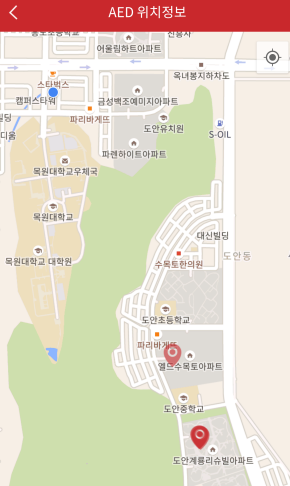 AED 위치정보
어울림하트아파트
옥녀봉지하차도
스타벅스
캠퍼스타워
금성백조예미지아파트
파리바게뜨
도안유치원
S-OIL
파렌하이트아파트
목원대학교우체국
목원대학교
대신빌딩
도안동
목원대학교 대학원
수목토한의원
도안초등학교
파리바게뜨
엘드수목토아파트
도안중학교
도안계룡리슈빌아파트